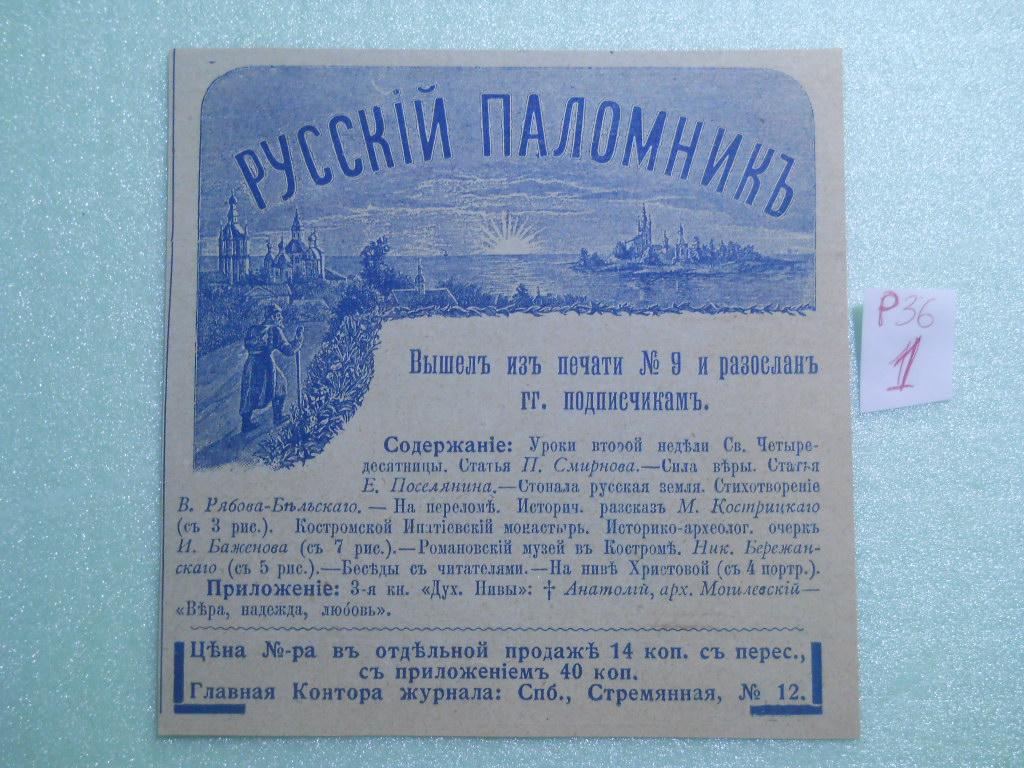 РУССКІЙ ПАЛОМНИКЪ
Вышелъ изъ печати № 9 и разосланъ
гг. подписчикамъ.
Содержаніе: Уроки второй недѣли Св. Четыре-
десятницы. Статья П. Смирнова.—Сила вѣры. Статья
Е. Поселянина.—Стонала русская земля. Стихотвореніе
В. Рябова-Бѣльскаго. — На переломѣ. Историч. разсказъ М. Кострицкаго
(съ 3 рис.). Костромской Ипатіевскій монастырь. Историко-археолог. очеркъ
И. Баженова (съ 7 рис.).—Романовскій музей въ Костромѣ. Ник. Бережан-
скаго (съ 5 рис.).—Бесѣды съ читателями.—На нивѣ Христовой (съ 4 портр.).
Приложеніе: 3-я кн. «Дух. Нивы»: † Анатолій, арх. Могилевскій—
«Вѣра, надежда, любовь».
Цѣна №-ра въ отдѣльной продажѣ 14 коп. съ перес.,
съ приложеніемъ 40 коп.
Главная Контора журнала: Спб., Стремянная, № 12.
Р36
1